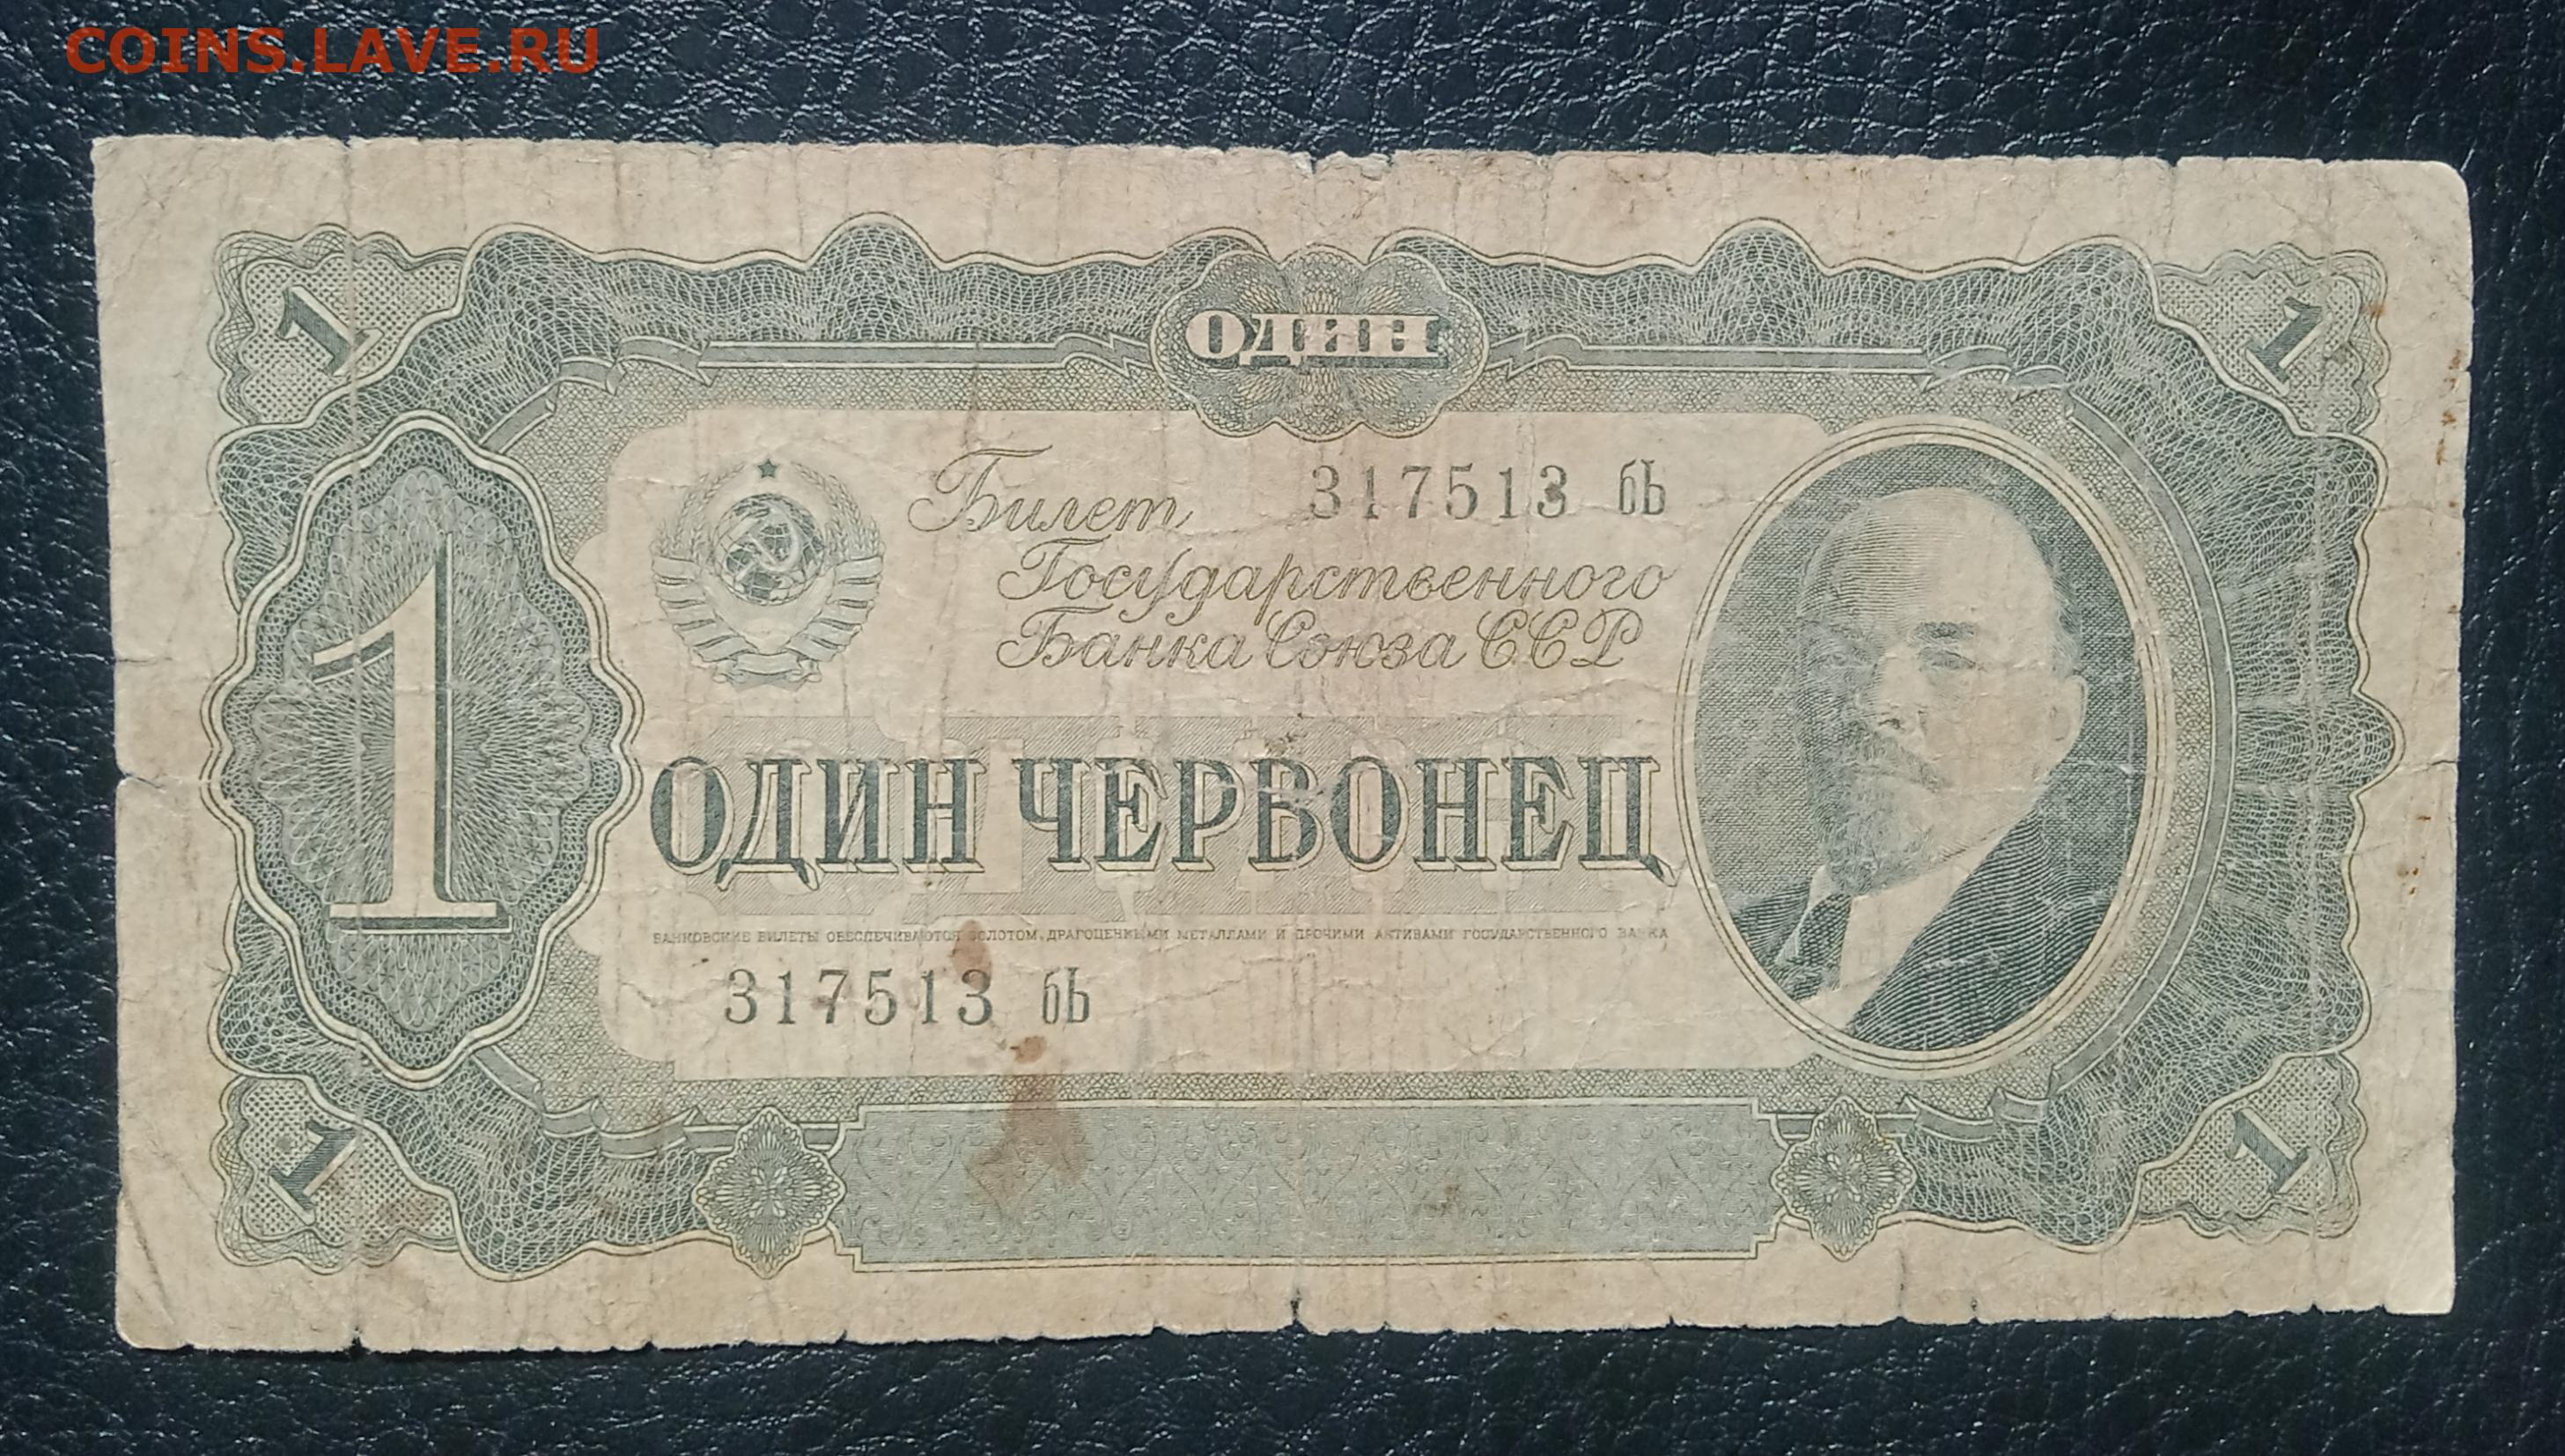 COINS.LAVE.RU
1
ОДИН
1
Билет 317513 бЬ
Государственного
Банка Союза ССР
1
ОДИН ЧЕРВОНЕЦ
БАНКОВСКИЕ БИЛЕТЫ ОБЕСПЕЧИВАЮТСЯ ЗОЛОТОМ, ДРАГОЦЕННЫМИ МЕТАЛЛАМИ И ПРОЧИМИ АКТИВАМИ ГОСУДАРСТВЕННОГО БАНКА
317513 бЬ
1
1